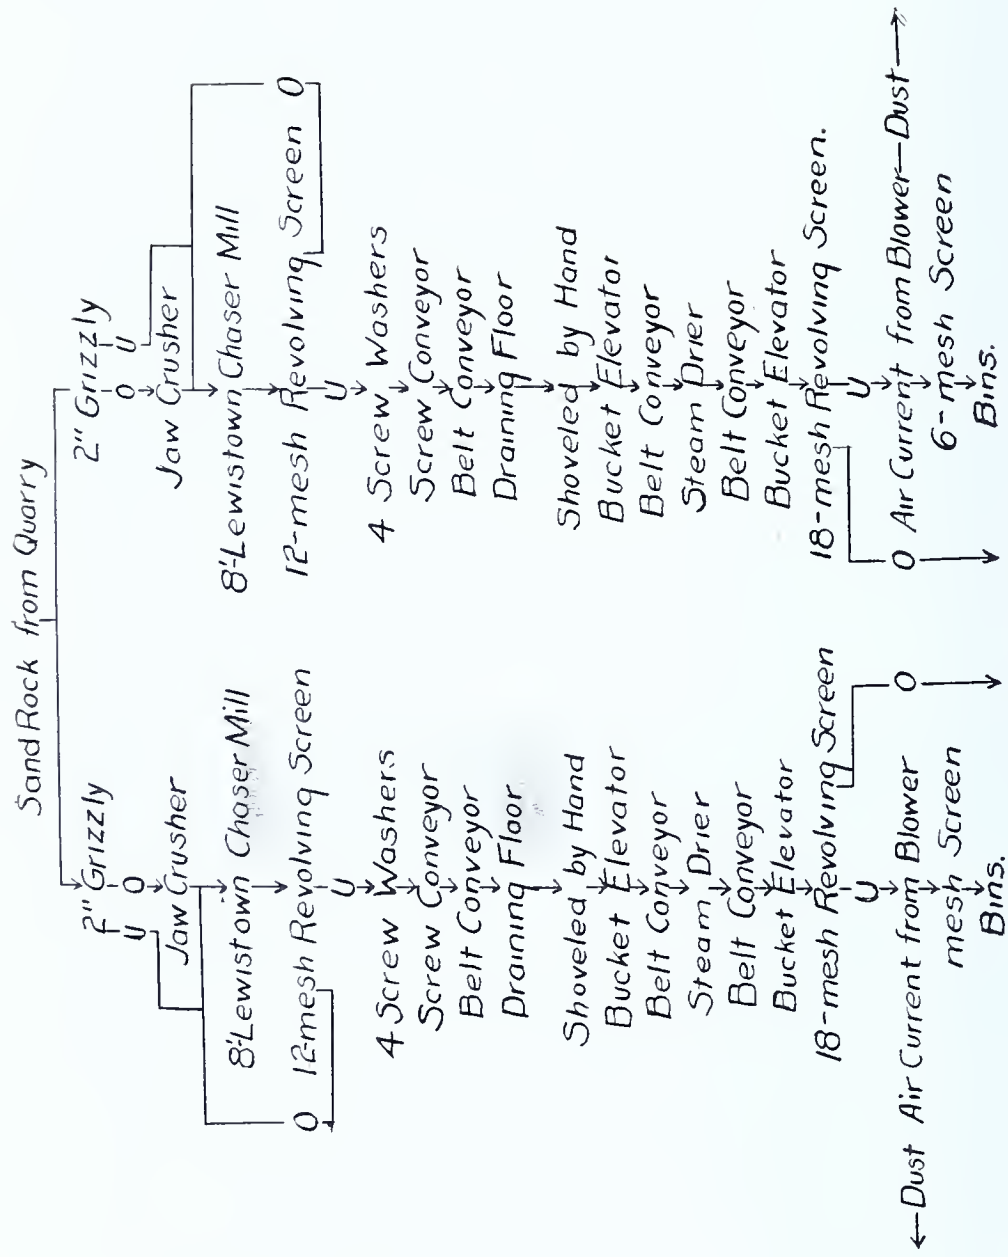 Sand Rock from Quarry
2" Grizzly
U O
Jaw Crusher
8'Lewistown Chaser Mill
O 12-mesh Revolving Screen
U
4 Screw Washers
Screw Conveyor
Belt Conveyor
Draining Floor
Shoveled by Hand
Bucket Elevator
Belt Conveyor
Steam Drier
Belt Conveyor
Bucket Elevator
18-mesh Revolving Screen
U
O
Dust Air Current from Blower
mesh Screen
Bins.
2" Grizzly
O U
Jaw Crusher
8'Lewistown Chaser Mill
12-mesh Revolving Screen O
U
4 Screw Washers
Screw Conveyor
Belt Conveyor
Draining Floor
Shoveled by Hand
Bucket Elevator
Belt Conveyor
Steam Drier
Belt Conveyor
Bucket Elevator
18-mesh Revolving Screen.
U
O
Air Current from Blower—Dust
6-mesh Screen
Bins.